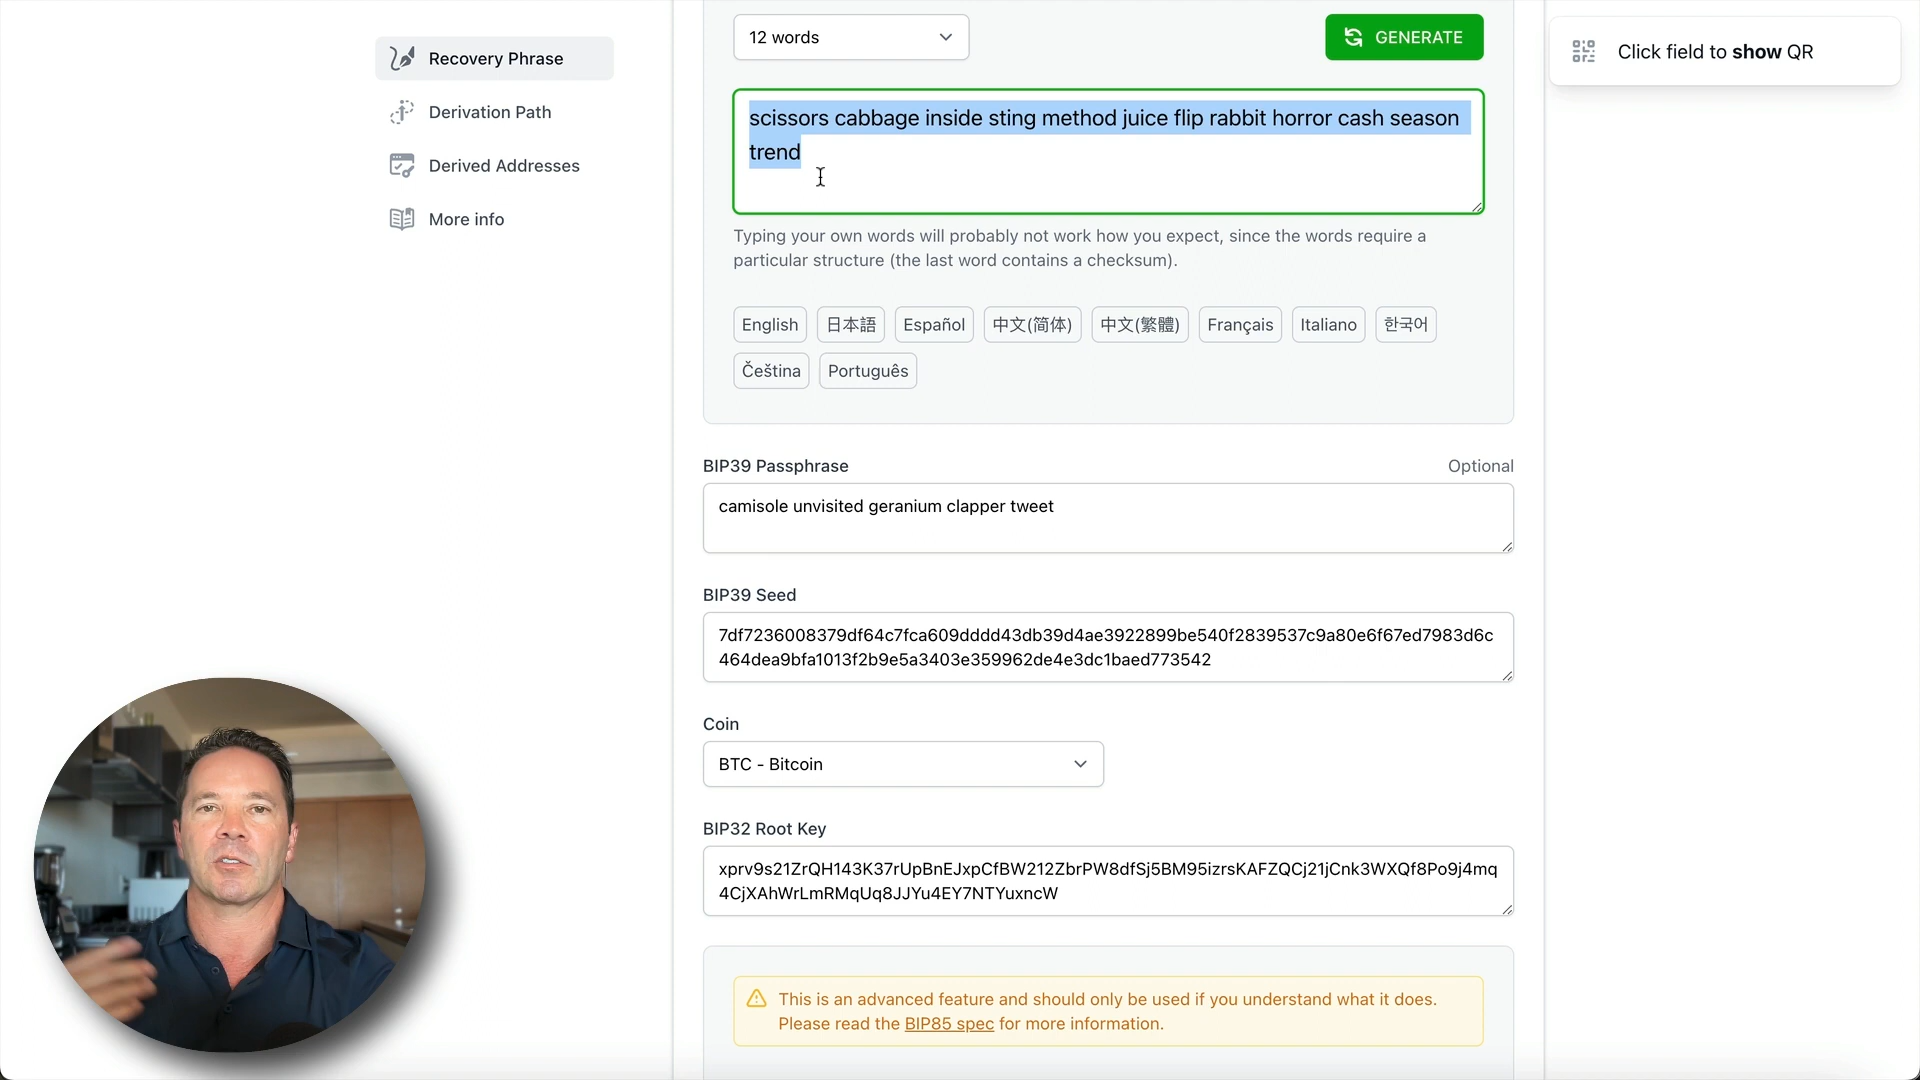 Recovery Phrase
Derivation Path
Derived Addresses
More info
12 words
GENERATE
scissors cabbage inside sting method juice flip rabbit horror cash season
trend
Typing your own words will probably not work how you expect, since the words require a
particular structure (the last word contains a checksum).
English 日本語 Español 中文(简体) 中文(繁體) Français Italiano 한국어
Čeština Português
BIP39 Passphrase Optional
camisole unvisited geranium clapper tweet
BIP39 Seed
7df7236008379df64c7fca609dddd43db39d4ae3922899be540f2839537c9a80e6f67ed7983d6c
464dea9bfa1013f2b9e5a3403e359962de4e3dc1baed773542
Coin
BTC - Bitcoin
BIP32 Root Key
xprv9s21ZrQH143K37rUpBnEJxpCfBW212ZbrPW8dfSj5BM95izrsKAFZQCj21jCnk3WXQf8Po9j4mq
4CjXAhWrLmRMqUq8JJYu4EY7NTYuxncW
This is an advanced feature and should only be used if you understand what it does.
Please read the BIP85 spec for more information.
Click field to show QR